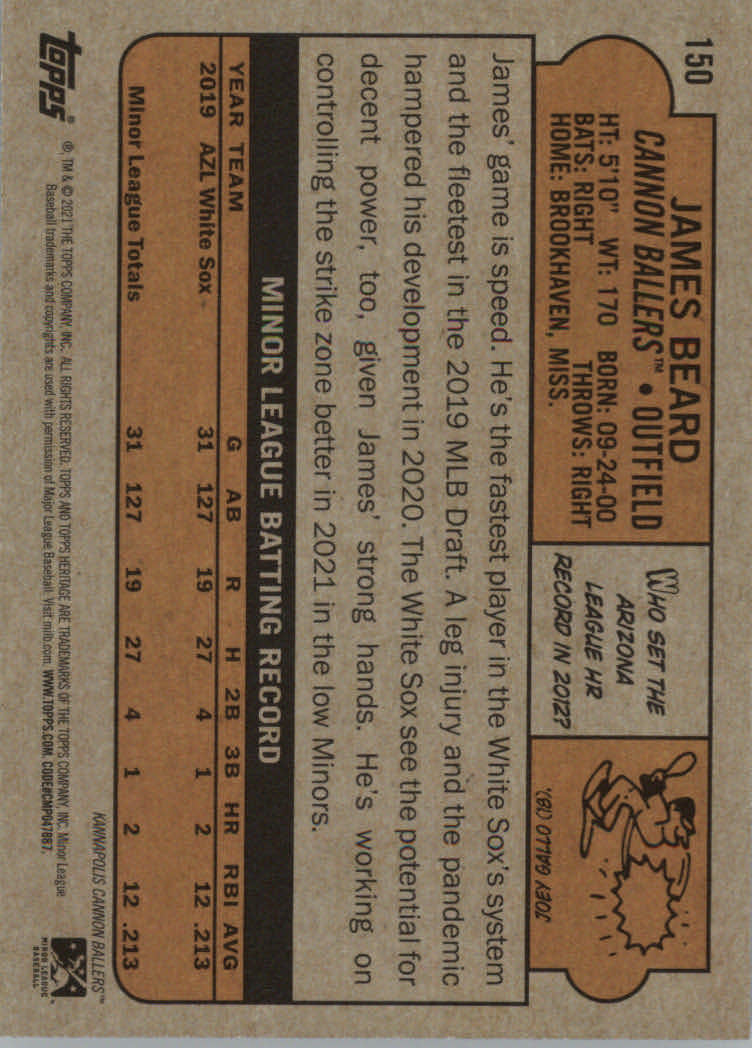 150
JAMES BEARD
CANNON BALLERS™ • OUTFIELD
HT: 5'10" WT: 170 BORN: 09-24-00
BATS: RIGHT THROWS: RIGHT
HOME: BROOKHAVEN, MISS.
WHO SET THE
ARIZONA
LEAGUE HR
RECORD IN 2012?
JOEY GALLO (18).
James' game is speed. He's the fastest player in the White Sox's system
and the fleetest in the 2019 MLB Draft. A leg injury and the pandemic
hampered his development in 2020. The White Sox see the potential for
decent power, too, given James' strong hands. He's working on
controlling the strike zone better in 2021 in the low Minors.
MINOR LEAGUE BATTING RECORD
YEAR TEAM G AB R H 2B 3B HR RBI AVG
2019 AZL White Sox 31 127 19 27 4 1 2 12 .213
Minor League Totals 31 127 19 27 4 1 2 12 .213
KANNAPOLIS CANNON BALLERS™
topps®
®, TM & © 2021 THE TOPPS COMPANY, INC. ALL RIGHTS RESERVED. TOPPS AND TOPPS HERITAGE ARE TRADEMARKS OF THE TOPPS COMPANY, INC. Minor League
Baseball trademarks and copyrights are used with permission of Major League Baseball. Visit milb.com. WWW.TOPPS.COM. CODE#CMP047887.
MINOR LEAGUE
BASEBALL